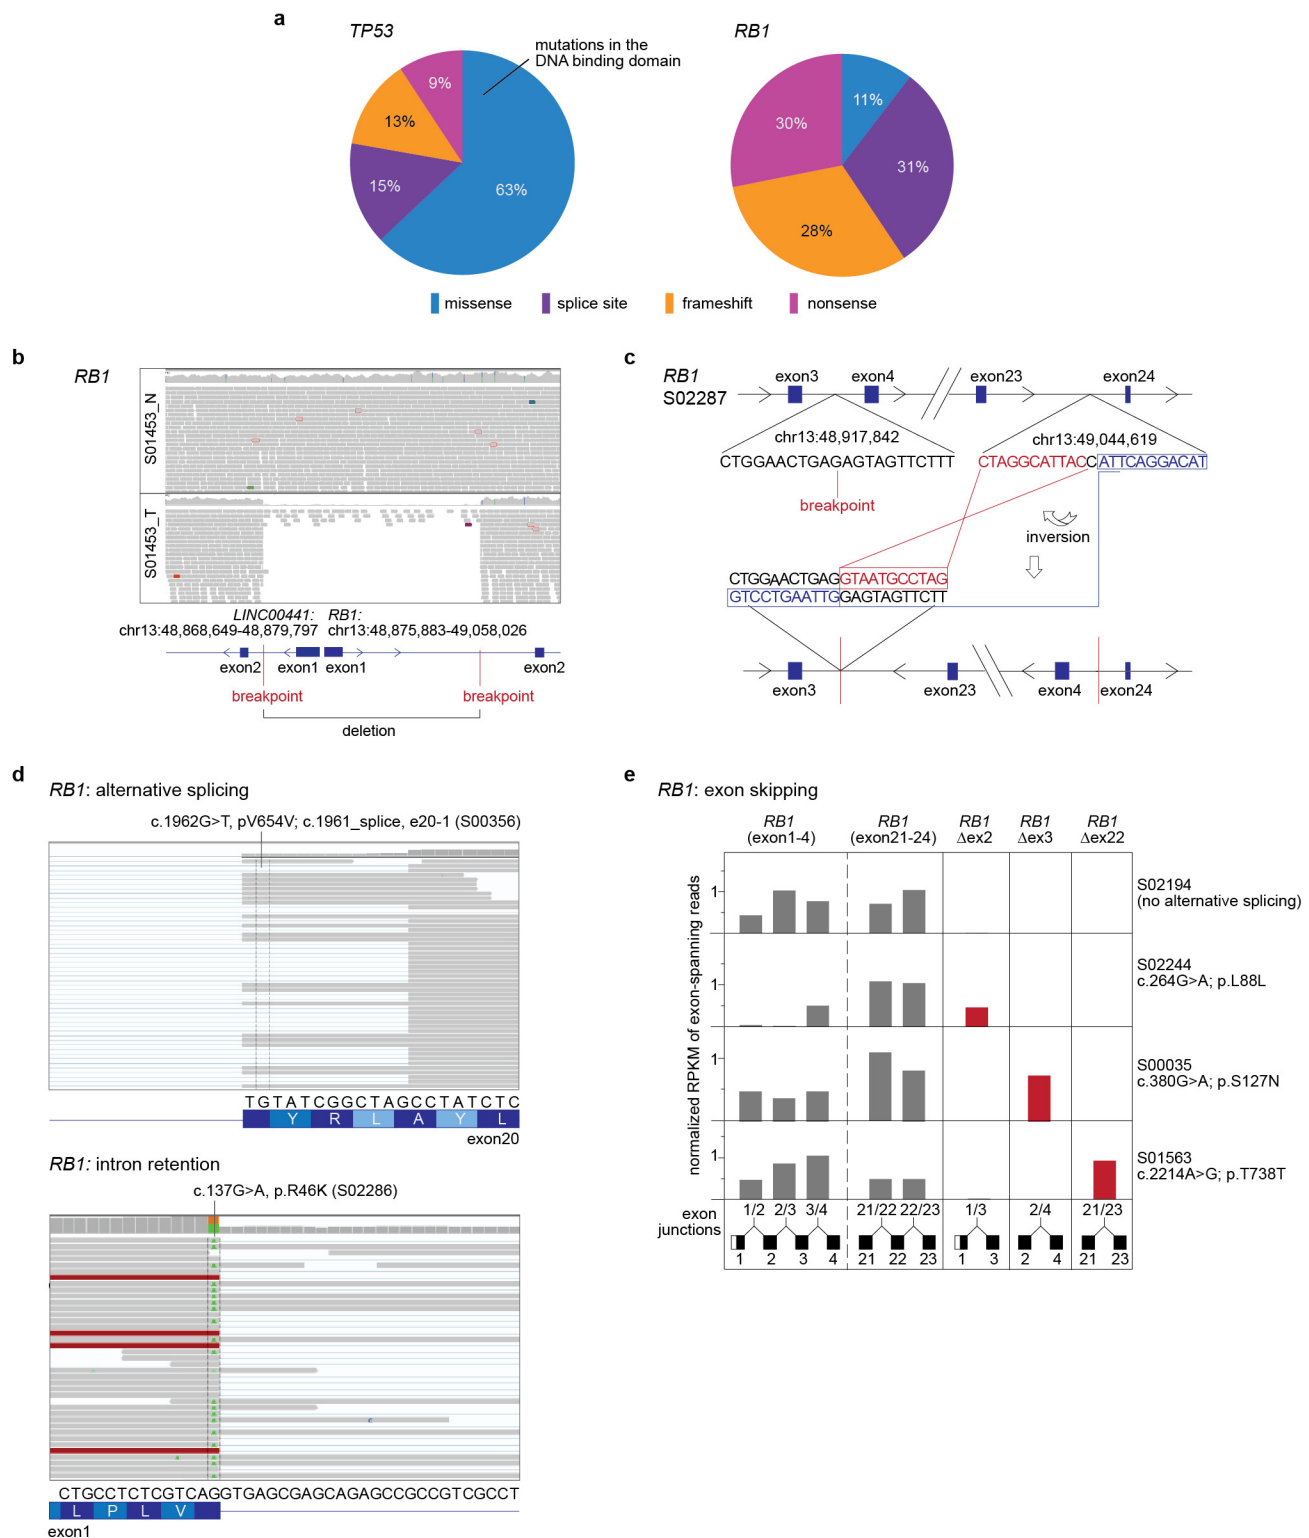 a
TP53
mutations in the
DNA binding domain
9%
13%
15%
63%
RB1
11%
30%
31%
28%
missense
splice site
frameshift
nonsense
b
RB1
S01453_N
S01453_T
LINC00441:
RB1:
chr13:48,868,649-48,879,797
chr13:48,875,883-49,058,026
exon2
exon1
exon1
exon2
breakpoint
breakpoint
deletion
c
RB1
S02287
exon3
exon4
exon23
exon24
chr13:48,917,842
chr13:49,044,619
CTGGAACTGAGAGTAGTTCTTT
CTAGGCATTACCATTCAGGACAT
breakpoint
inversion
CTGGAACTGAGGTAATGCCTAG
GTCCTGAATTGGAGTAGTTCTT
exon3
exon23
exon4
exon24
d
RB1: alternative splicing
c.1962G>T, pV654V; c.1961_splice, e20-1 (S00356)
TGTATCGGCTAGCCTATCTC
Y R L A Y L
exon20
RB1: intron retention
c.137G>A, p.R46K (S02286)
CTGCCTCTCGTCAGGTGAGCGAGCAGAGCCGCCGTCGCCT
L P L V
exon1
e
RB1: exon skipping
RB1
(exon1-4)
RB1
(exon21-24)
RB1
Δex2
RB1
Δex3
RB1
Δex22
normalized RPKM of exon-spanning reads
1
S02194
(no alternative splicing)
1
S02244
c.264G>A; p.L88L
1
S00035
c.380G>A; p.S127N
1
S01563
c.2214A>G; p.T738T
exon
junctions
1/2 2/3 3/4
21/22 22/23
1/3
2/4
21/23
1 2 3 4
21 22 23
1 3
2 4
21 23